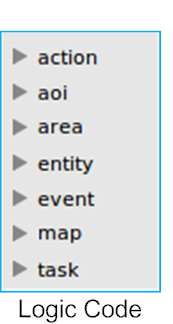 action
aoi
area
entity
event
map
task
Logic Code